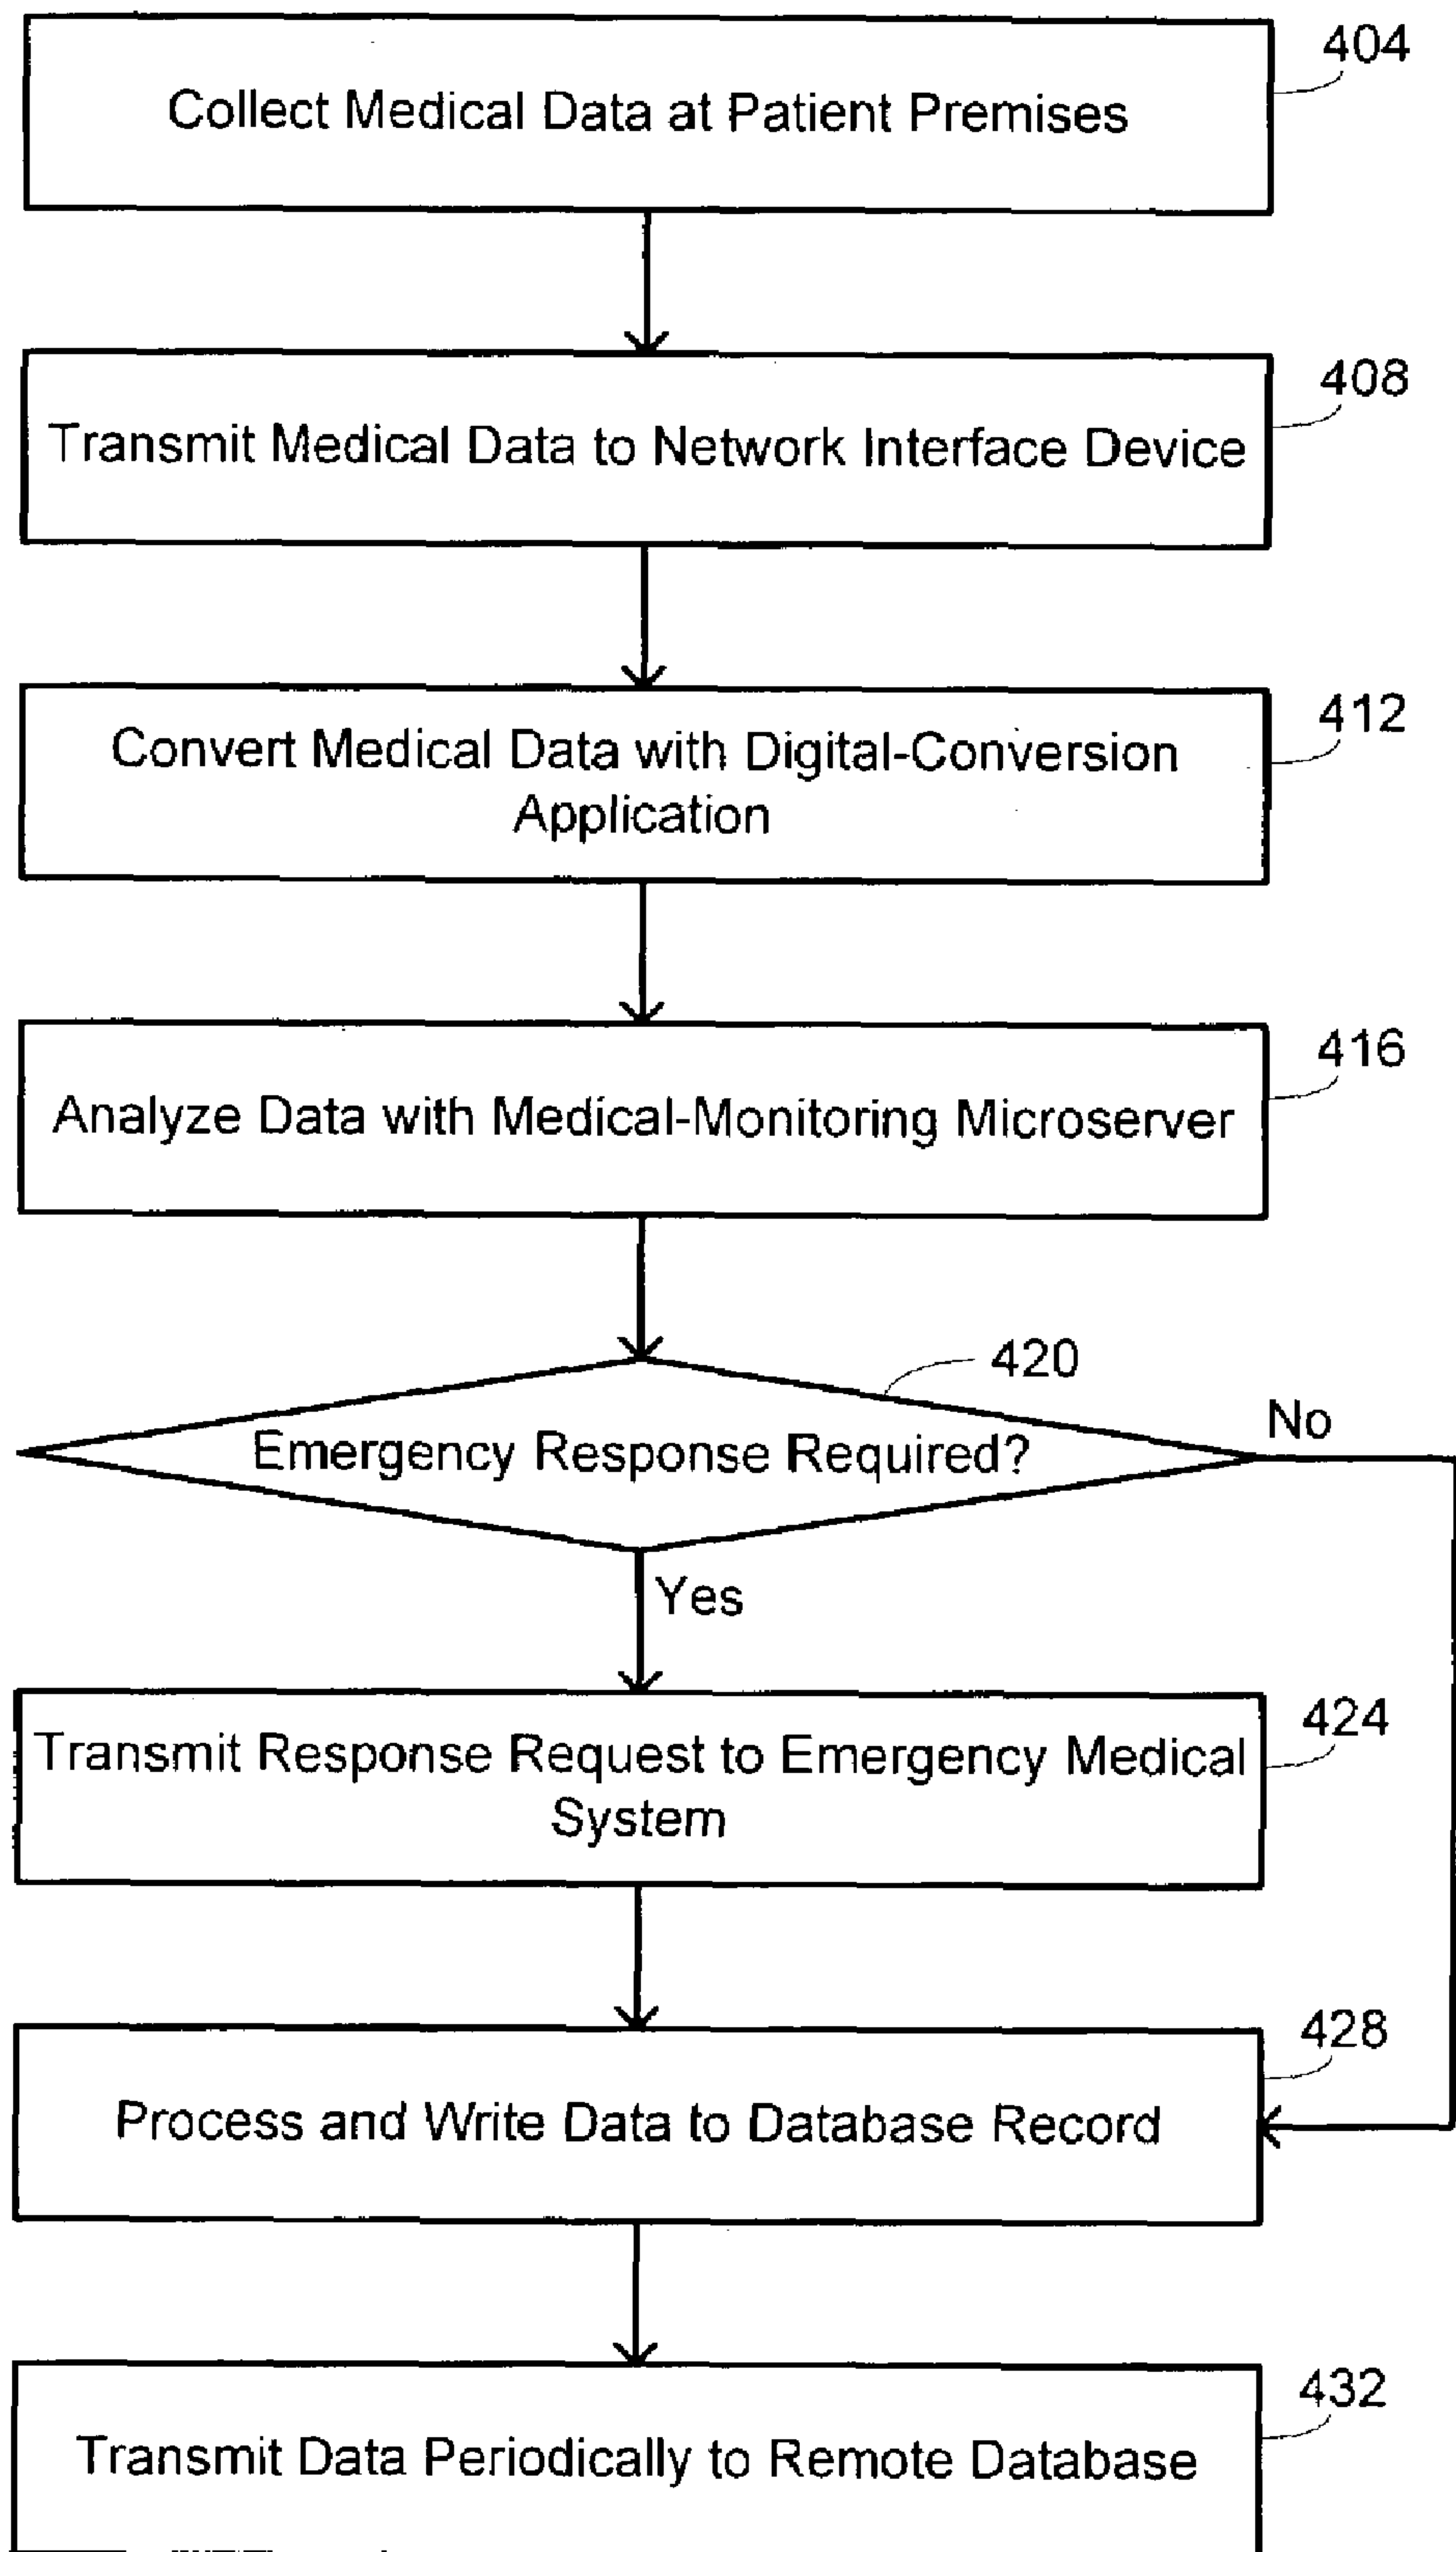 404
Collect Medical Data at Patient Premises
408
Transmit Medical Data to Network Interface Device
412
Convert Medical Data with Digital-Conversion
Application
416
Analyze Data with Medical-Monitoring Microserver
420
No
Emergency Response Required?
Yes
424
Transmit Response Request to Emergency Medical
System
428
Process and Write Data to Database Record
432
Transmit Data Periodically to Remote Database